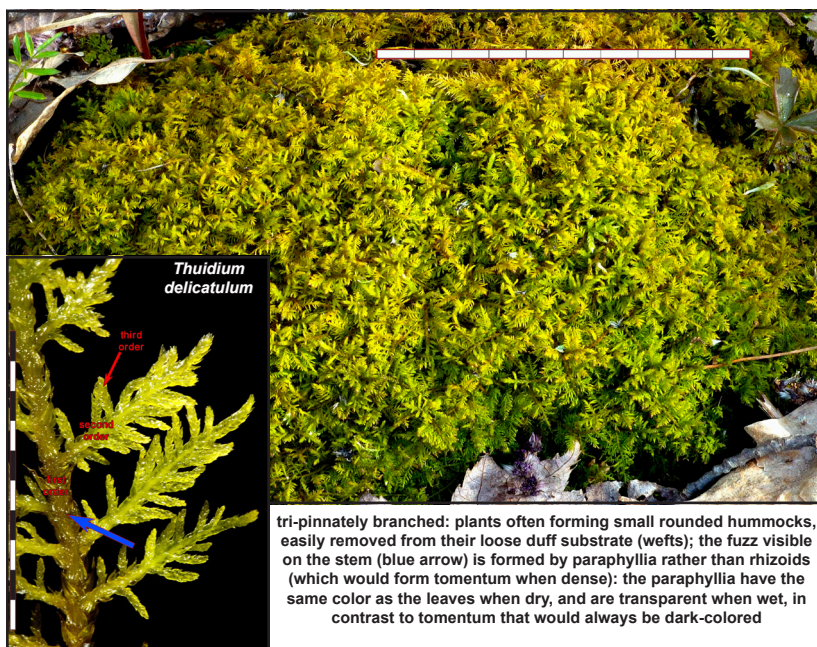 Thuidium
delicatulum
third
order
second
order
first
order
tri-pinnately branched: plants often forming small rounded hummocks,
easily removed from their loose duff substrate (wefts); the fuzz visible
on the stem (blue arrow) is formed by paraphyllia rather than rhizoids
(which would form tomentum when dense): the paraphyllia have the
same color as the leaves when dry, and are transparent when wet, in
contrast to tomentum that would always be dark-colored